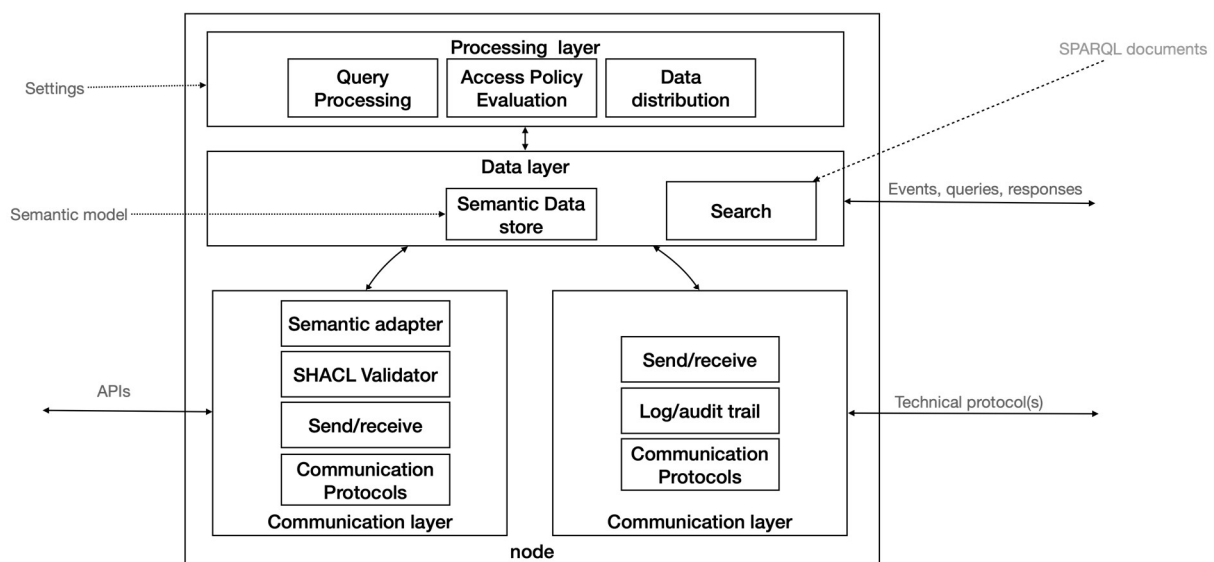 Processing layer
SPARQL documents
Query
Processing
Access Policy
Evaluation
Data
distribution
Settings
Data layer
Events, queries, responses
Semantic model
Semantic Data
store
Search
Semantic adapter
SHACL Validator
Send/receive
Communication
Protocols
Communication layer
APIs
Send/receive
Log/audit trail
Communication
Protocols
Communication layer
Technical protocol(s)
node